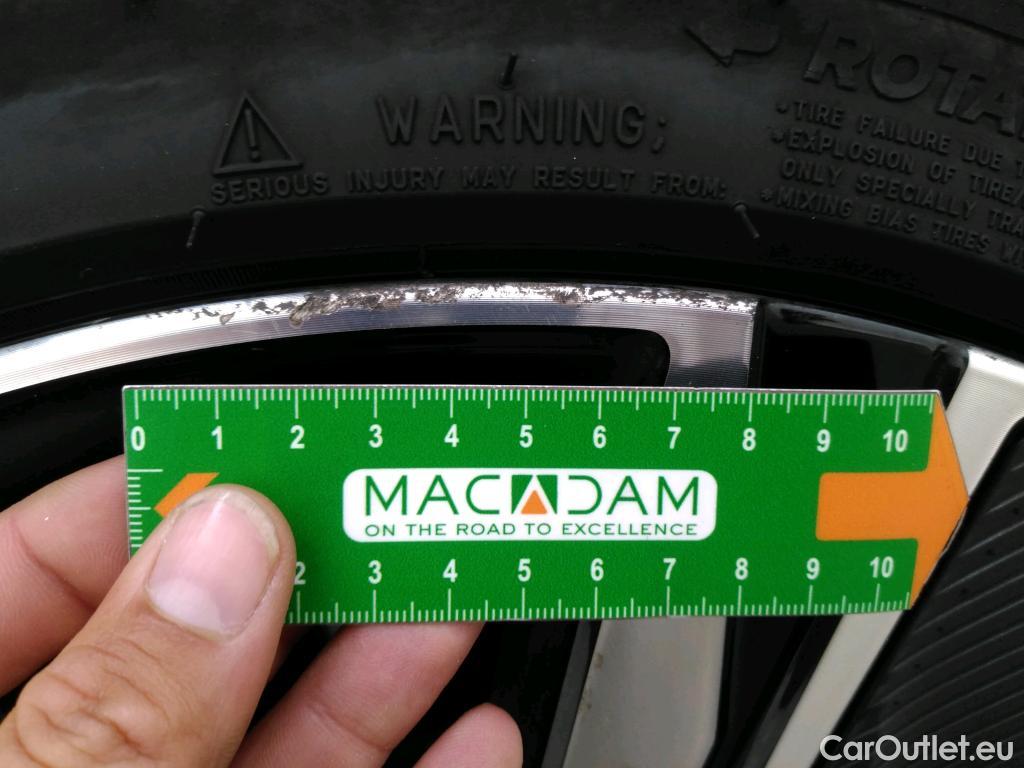 WARNING;
SERIOUS INJURY MAY RESULT FROM:
•TIRE FAILURE DUE
•EXPLOSION OF TIRE/
ONLY SPECIALLY
•MIXING BIAS TIRES
0 1 2 3 4 5 6 7 8 9 10
MACADAM
ON THE ROAD TO EXCELLENCE
2 3 4 5 6 7 8 9 10
CarOutlet.eu